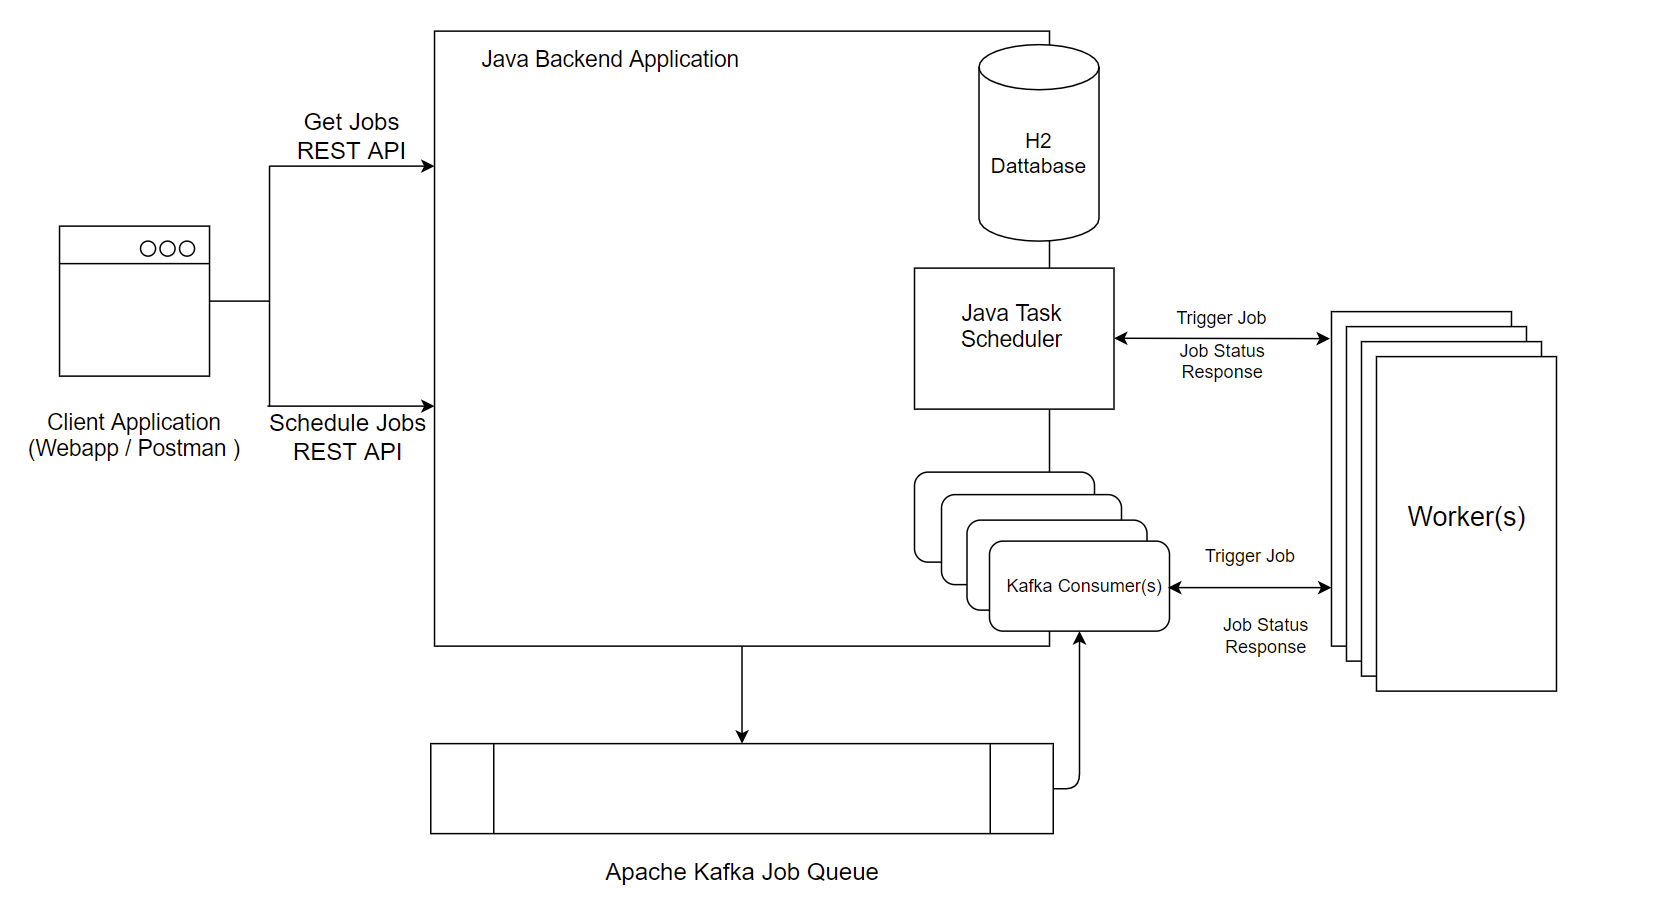 Java Backend Application
Get Jobs
REST API
H2
Dattabase
Java Task
Scheduler
Trigger Job
Job Status
Response
Client Application
(Webapp / Postman )
Schedule Jobs
REST API
Worker(s)
Kafka Consumer(s)
Trigger Job
Job Status
Response
Apache Kafka Job Queue